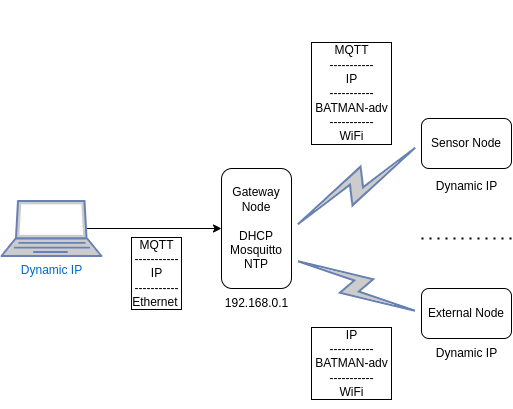 MQTT
-----------
IP
-----------
BATMAN-adv
-----------
WiFi
Sensor Node
Dynamic IP
Gateway
Node
DHCP
Mosquitto
NTP
192.168.0.1
Dynamic IP
MQTT
-----------
IP
-----------
Ethernet
External Node
Dynamic IP
IP
-----------
BATMAN-adv
-----------
WiFi